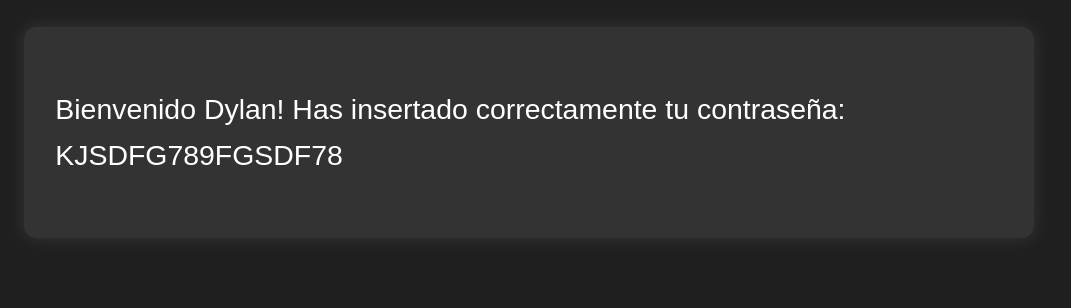 Bienvenido Dylan! Has insertado correctamente tu contraseña:
KJSDFG789FGSDF78